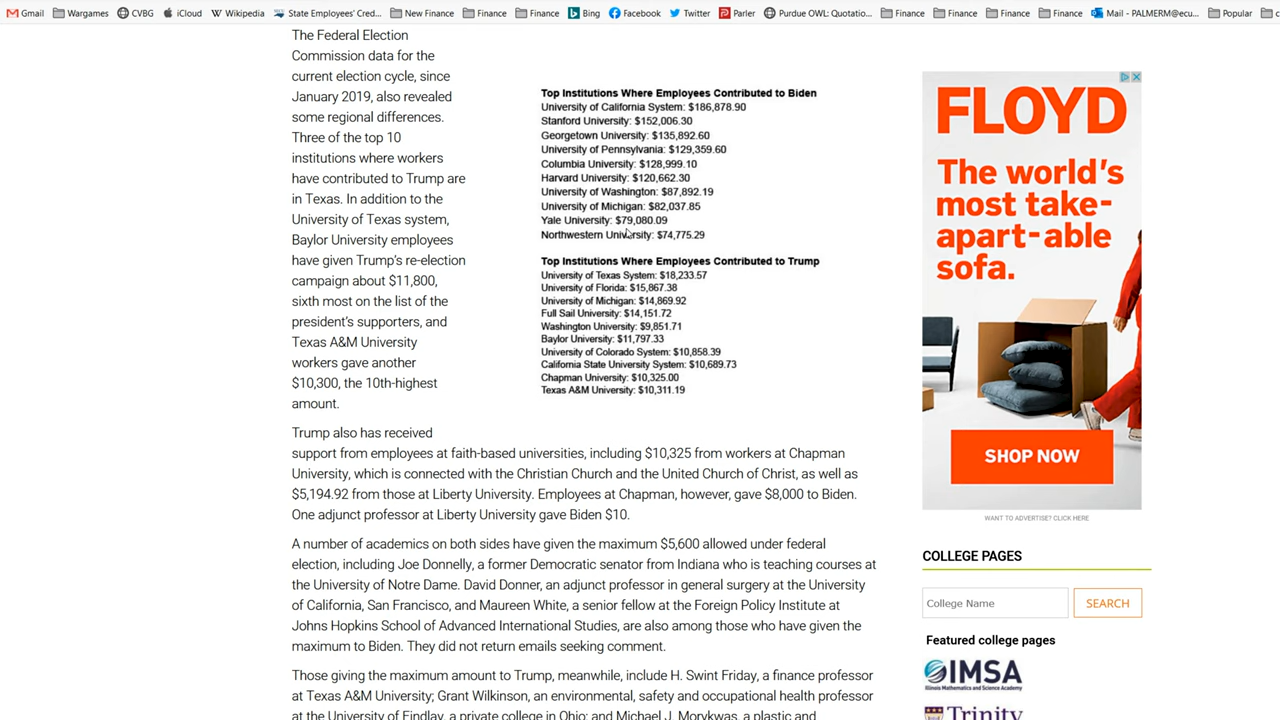 Gmail Wargames CVBG iCloud Wikipedia State Employees' Cred... New Finance Finance Finance Bing Facebook Twitter Parler Purdue OWL: Quotatio... Finance Finance Finance Finance Mail - PALMERM@ecu... Popular
The Federal Election
Commission data for the
current election cycle, since
January 2019, also revealed
some regional differences.
Three of the top 10
institutions where workers
have contributed to Trump are
in Texas. In addition to the
University of Texas system,
Baylor University employees
have given Trump's re-election
campaign about $11,800,
sixth most on the list of the
president's supporters, and
Texas A&M University
workers gave another
$10,300, the 10th-highest
amount.
Top Institutions Where Employees Contributed to Biden
University of California System: $186,878.90
Stanford University: $152,006.30
Georgetown University: $135,892.60
University of Pennsylvania: $129,359.60
Columbia University: $128,999.10
Harvard University: $120,662.30
University of Washington: $87,892.19
University of Michigan: $82,037.85
Yale University: $79,080.09
Northwestern University: $74,775.29
Top Institutions Where Employees Contributed to Trump
University of Texas System: $18,233.57
University of Florida: $15,867.38
University of Michigan: $14,869.92
Full Sail University: $14,151.72
Washington University: $9,851.71
Baylor University: $11,797.33
University of Colorado System: $10,858.39
California State University System: $10,689.73
Chapman University: $10,325.00
Texas A&M University: $10,311.19
Trump also has received
support from employees at faith-based universities, including $10,325 from workers at Chapman
University, which is connected with the Christian Church and the United Church of Christ, as well as
$5,194.92 from those at Liberty University. Employees at Chapman, however, gave $8,000 to Biden.
One adjunct professor at Liberty University gave Biden $10.
A number of academics on both sides have given the maximum $5,600 allowed under federal
election, including Joe Donnelly, a former Democratic senator from Indiana who is teaching courses at
the University of Notre Dame. David Donner, an adjunct professor in general surgery at the University
of California, San Francisco, and Maureen White, a senior fellow at the Foreign Policy Institute at
Johns Hopkins School of Advanced International Studies, are also among those who have given the
maximum to Biden. They did not return emails seeking comment.
Those giving the maximum amount to Trump, meanwhile, include H. Swint Friday, a finance professor
at Texas A&M University; Grant Wilkinson, an environmental, safety and occupational health professor
at the University of Findlay, a private college in Ohio; and Michael J. Morykwas, a plastic and
FLOYD
The world's
most take-
apart-able
sofa.
SHOP NOW
WANT TO ADVERTISE? CLICK HERE
COLLEGE PAGES
College Name SEARCH
Featured college pages
IMSA
Illinois Mathematics and Science Academy
Trinity